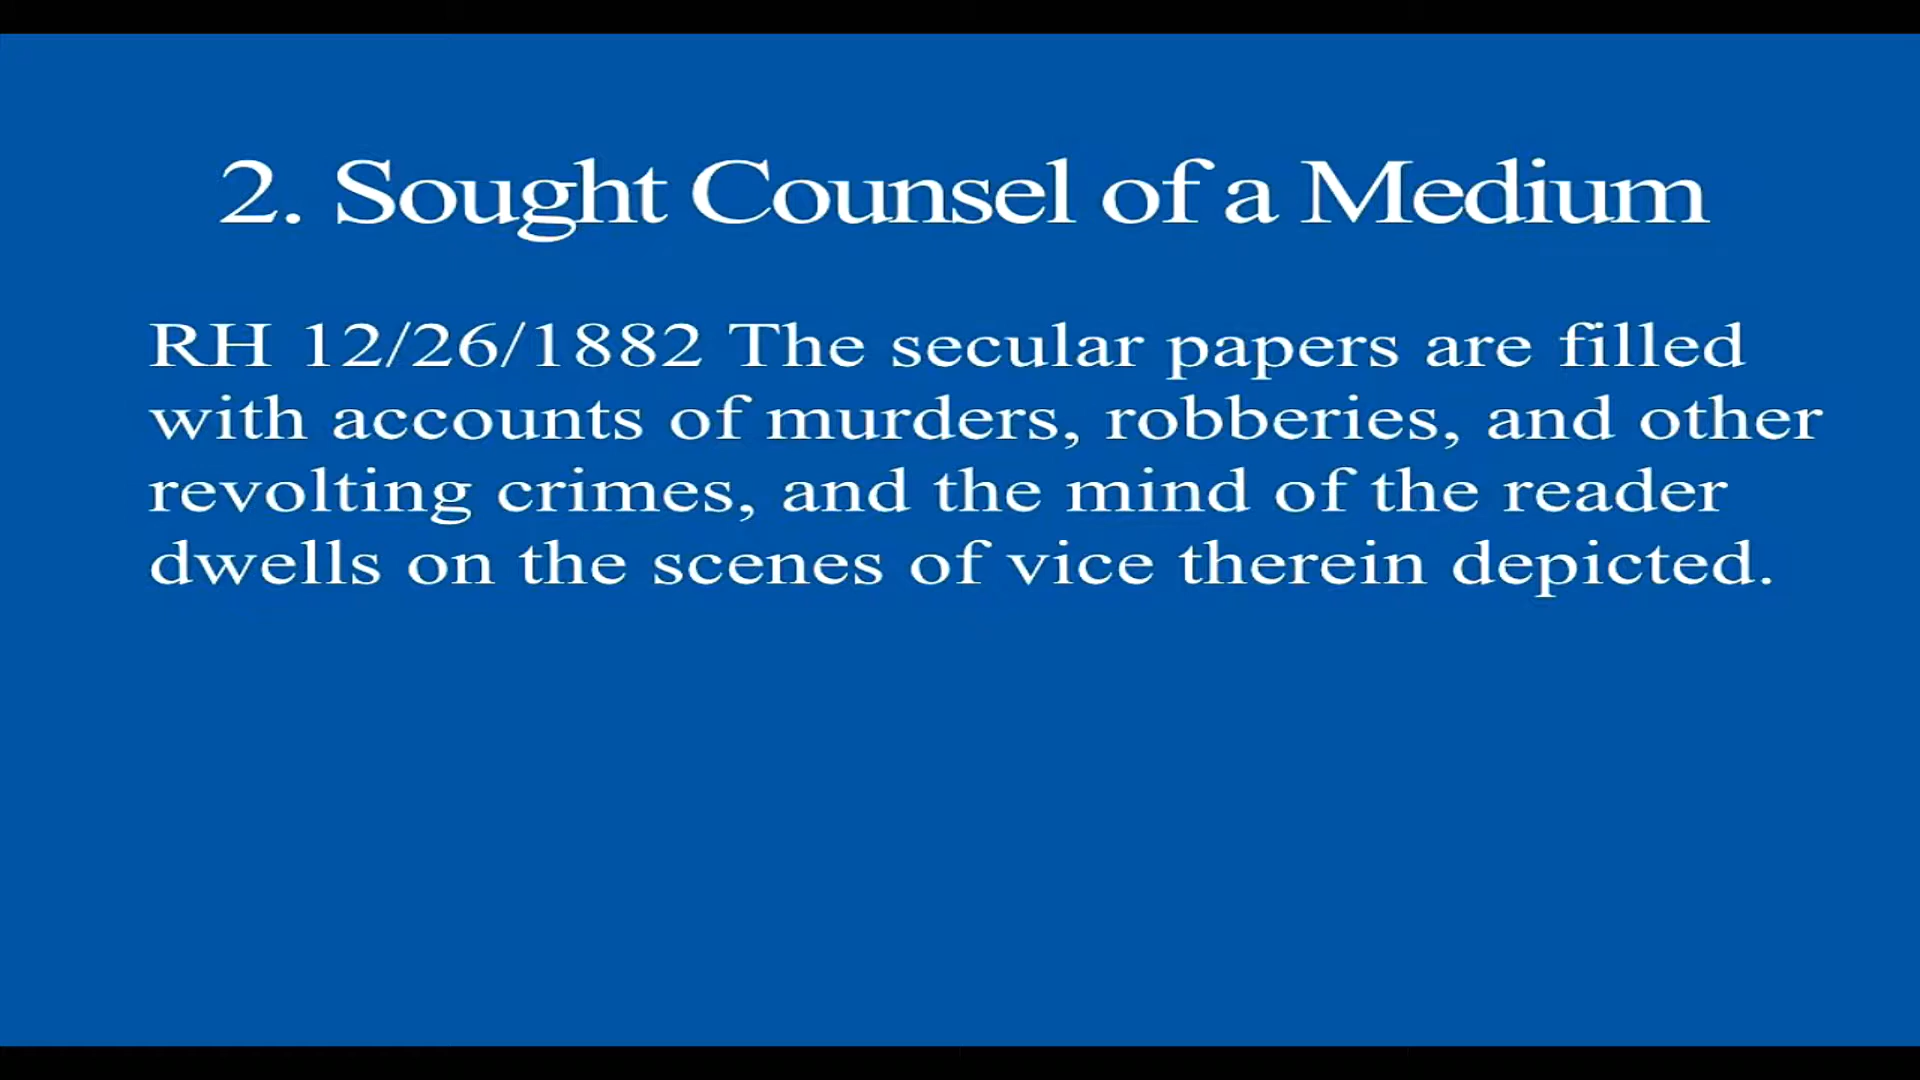 2. Sought Counsel of a Medium
RH 12/26/1882 The secular papers are filled
with accounts of murders, robberies, and other
revolting crimes, and the mind of the reader
dwells on the scenes of vice therein depicted.